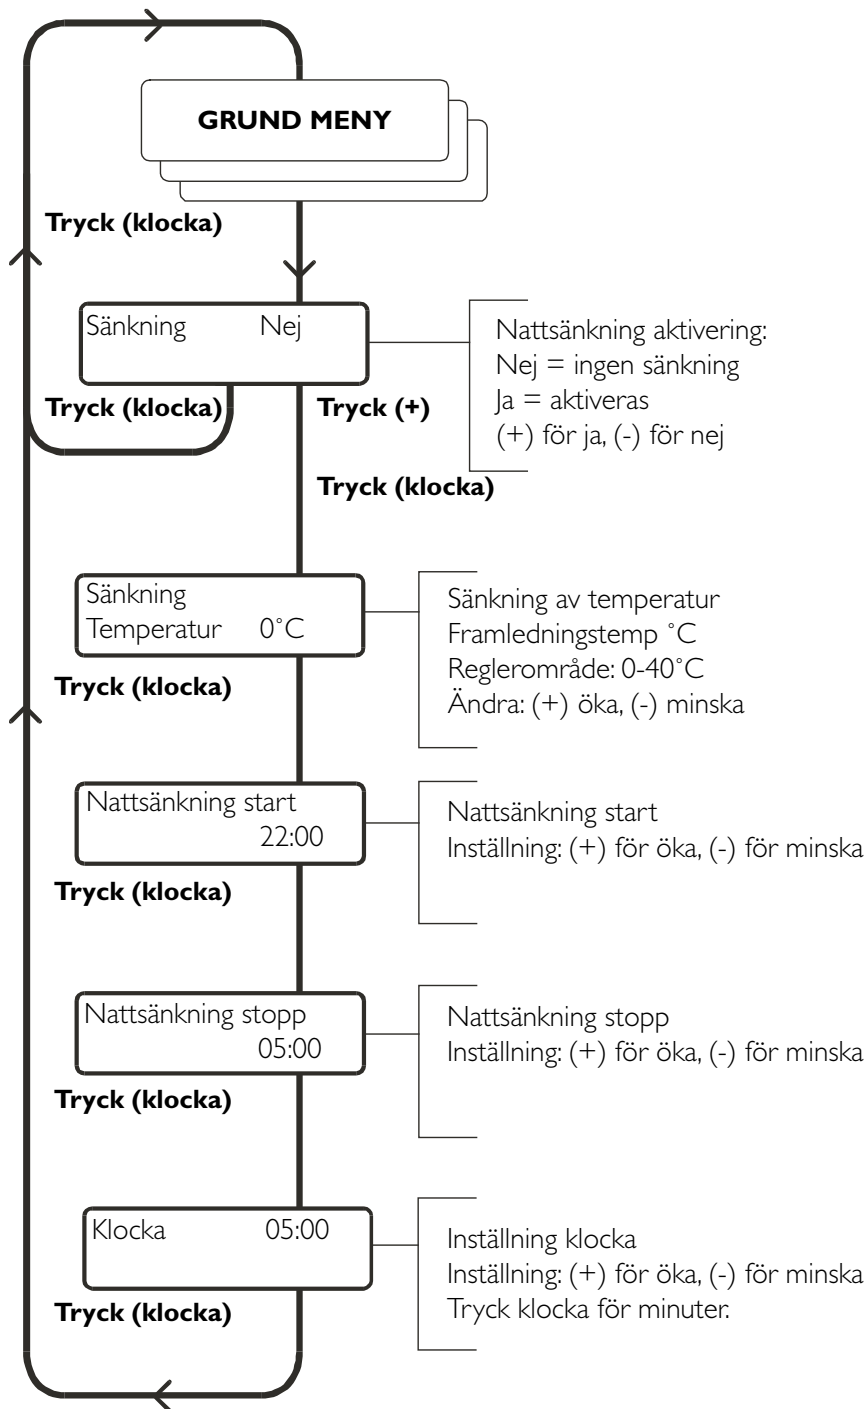 GRUND MENY
Tryck (klocka)
Sänkning Nej
Nattsänkning aktivering:
Nej = ingen sänkning
Ja = aktiveras
(+) för ja, (-) för nej
Tryck (klocka)
Tryck (+)
Tryck (klocka)
Sänkning
Temperatur 0˚C
Sänkning av temperatur
Framledningstemp ˚C
Reglerområde: 0-40˚C
Ändra: (+) öka, (-) minska
Tryck (klocka)
Nattsänkning start
22:00
Nattsänkning start
Inställning: (+) för öka, (-) för minska
Tryck (klocka)
Nattsänkning stopp
05:00
Nattsänkning stopp
Inställning: (+) för öka, (-) för minska
Tryck (klocka)
Klocka 05:00
Inställning klocka
Inställning: (+) för öka, (-) för minska
Tryck klocka för minuter.
Tryck (klocka)